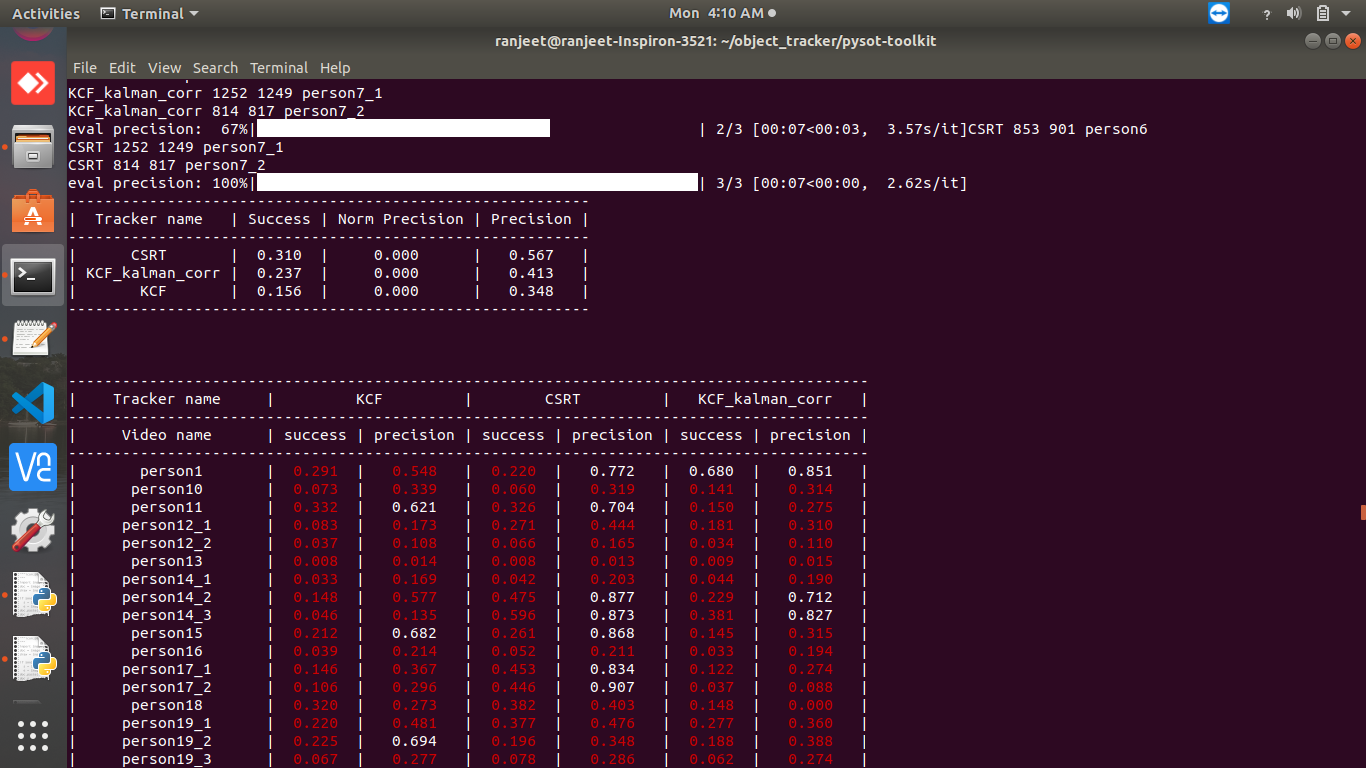 Activities Terminal Mon 4:10 AM
ranjeet@ranjeet-Inspiron-3521: ~/object_tracker/pysot-toolkit
File Edit View Search Terminal Help
KCF_kalman_corr 1252 1249 person7_1
KCF_kalman_corr 814 817 person7_2
eval precision:  67%| | 2/3 [00:07<00:03,  3.57s/it]CSRT 853 901 person6
CSRT 1252 1249 person7_1
CSRT 814 817 person7_2
eval precision: 100%| | 3/3 [00:07<00:00,  2.62s/it]
----------------------------------------------------------
| Tracker name | Success | Norm Precision | Precision |
----------------------------------------------------------
| CSRT | 0.310 | 0.000 | 0.567 |
| KCF_kalman_corr | 0.237 | 0.000 | 0.413 |
| KCF | 0.156 | 0.000 | 0.348 |
----------------------------------------------------------
-----------------------------------------------------------------------------------------
| Tracker name | KCF | CSRT | KCF_kalman_corr |
-----------------------------------------------------------------------------------------
| Video name | success | precision | success | precision | success | precision |
-----------------------------------------------------------------------------------------
| person1 | 0.291 | 0.548 | 0.220 | 0.772 | 0.680 | 0.851 |
| person10 | 0.073 | 0.339 | 0.060 | 0.319 | 0.141 | 0.314 |
| person11 | 0.332 | 0.621 | 0.326 | 0.704 | 0.150 | 0.275 |
| person12_1 | 0.083 | 0.173 | 0.271 | 0.444 | 0.181 | 0.310 |
| person12_2 | 0.037 | 0.108 | 0.066 | 0.165 | 0.034 | 0.110 |
| person13 | 0.008 | 0.014 | 0.008 | 0.013 | 0.009 | 0.015 |
| person14_1 | 0.033 | 0.169 | 0.042 | 0.203 | 0.044 | 0.190 |
| person14_2 | 0.148 | 0.577 | 0.475 | 0.877 | 0.229 | 0.712 |
| person14_3 | 0.046 | 0.135 | 0.596 | 0.873 | 0.381 | 0.827 |
| person15 | 0.212 | 0.682 | 0.261 | 0.868 | 0.145 | 0.315 |
| person16 | 0.039 | 0.214 | 0.052 | 0.211 | 0.033 | 0.194 |
| person17_1 | 0.146 | 0.367 | 0.453 | 0.834 | 0.122 | 0.274 |
| person17_2 | 0.106 | 0.296 | 0.446 | 0.907 | 0.037 | 0.088 |
| person18 | 0.320 | 0.273 | 0.382 | 0.403 | 0.148 | 0.000 |
| person19_1 | 0.220 | 0.481 | 0.377 | 0.476 | 0.277 | 0.360 |
| person19_2 | 0.225 | 0.694 | 0.196 | 0.348 | 0.188 | 0.388 |
| person19_3 | 0.067 | 0.277 | 0.078 | 0.286 | 0.062 | 0.274 |